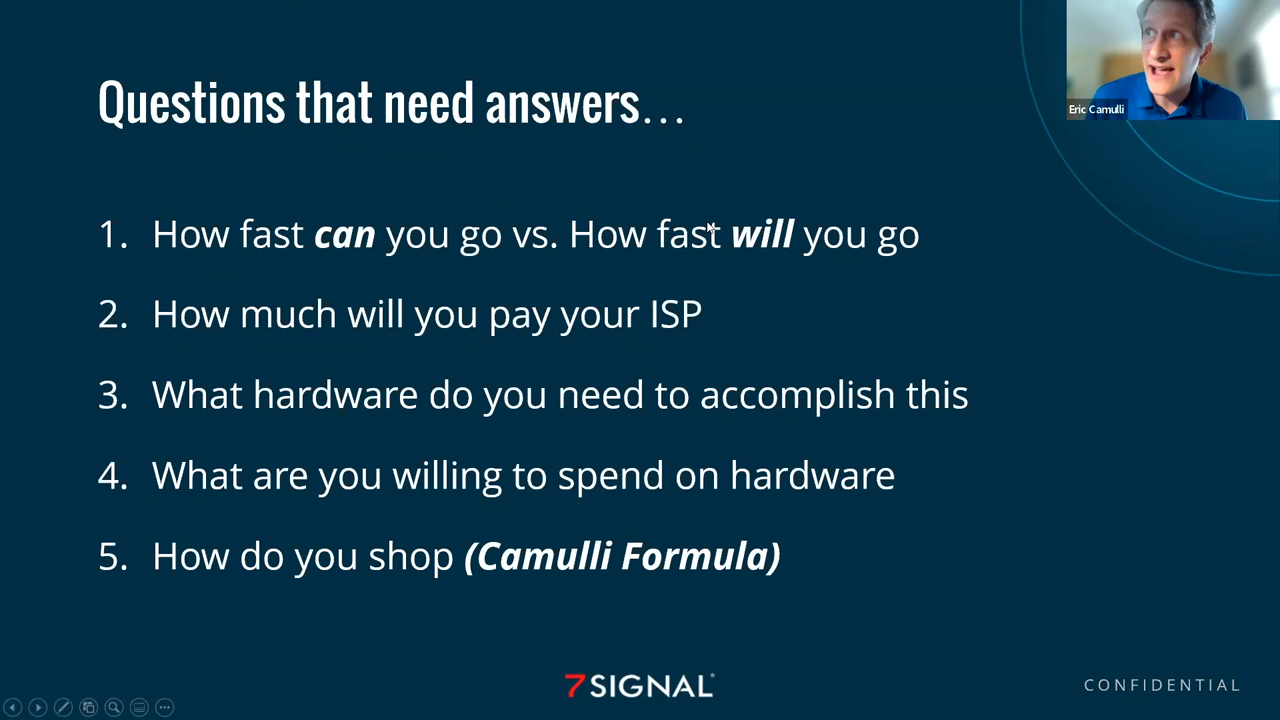 Questions that need answers...
Eric Camulli
1. How fast can you go vs. How fast will you go
2. How much will you pay your ISP
3. What hardware do you need to accomplish this
4. What are you willing to spend on hardware
5. How do you shop (Camulli Formula)
7SIGNAL
CONFIDENTIAL